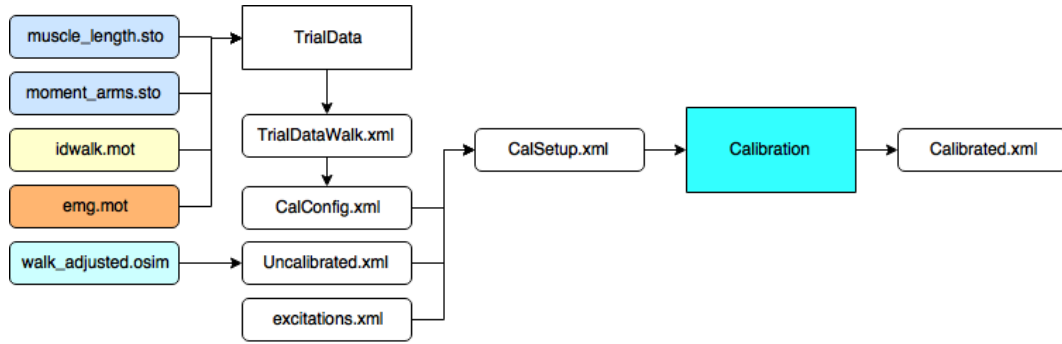 muscle_length.sto
TrialData
moment_arms.sto
idwalk.mot
TrialDataWalk.xml
CalSetup.xml
Calibration
Calibrated.xml
emg.mot
CalConfig.xml
walk_adjusted.osim
Uncalibrated.xml
excitations.xml